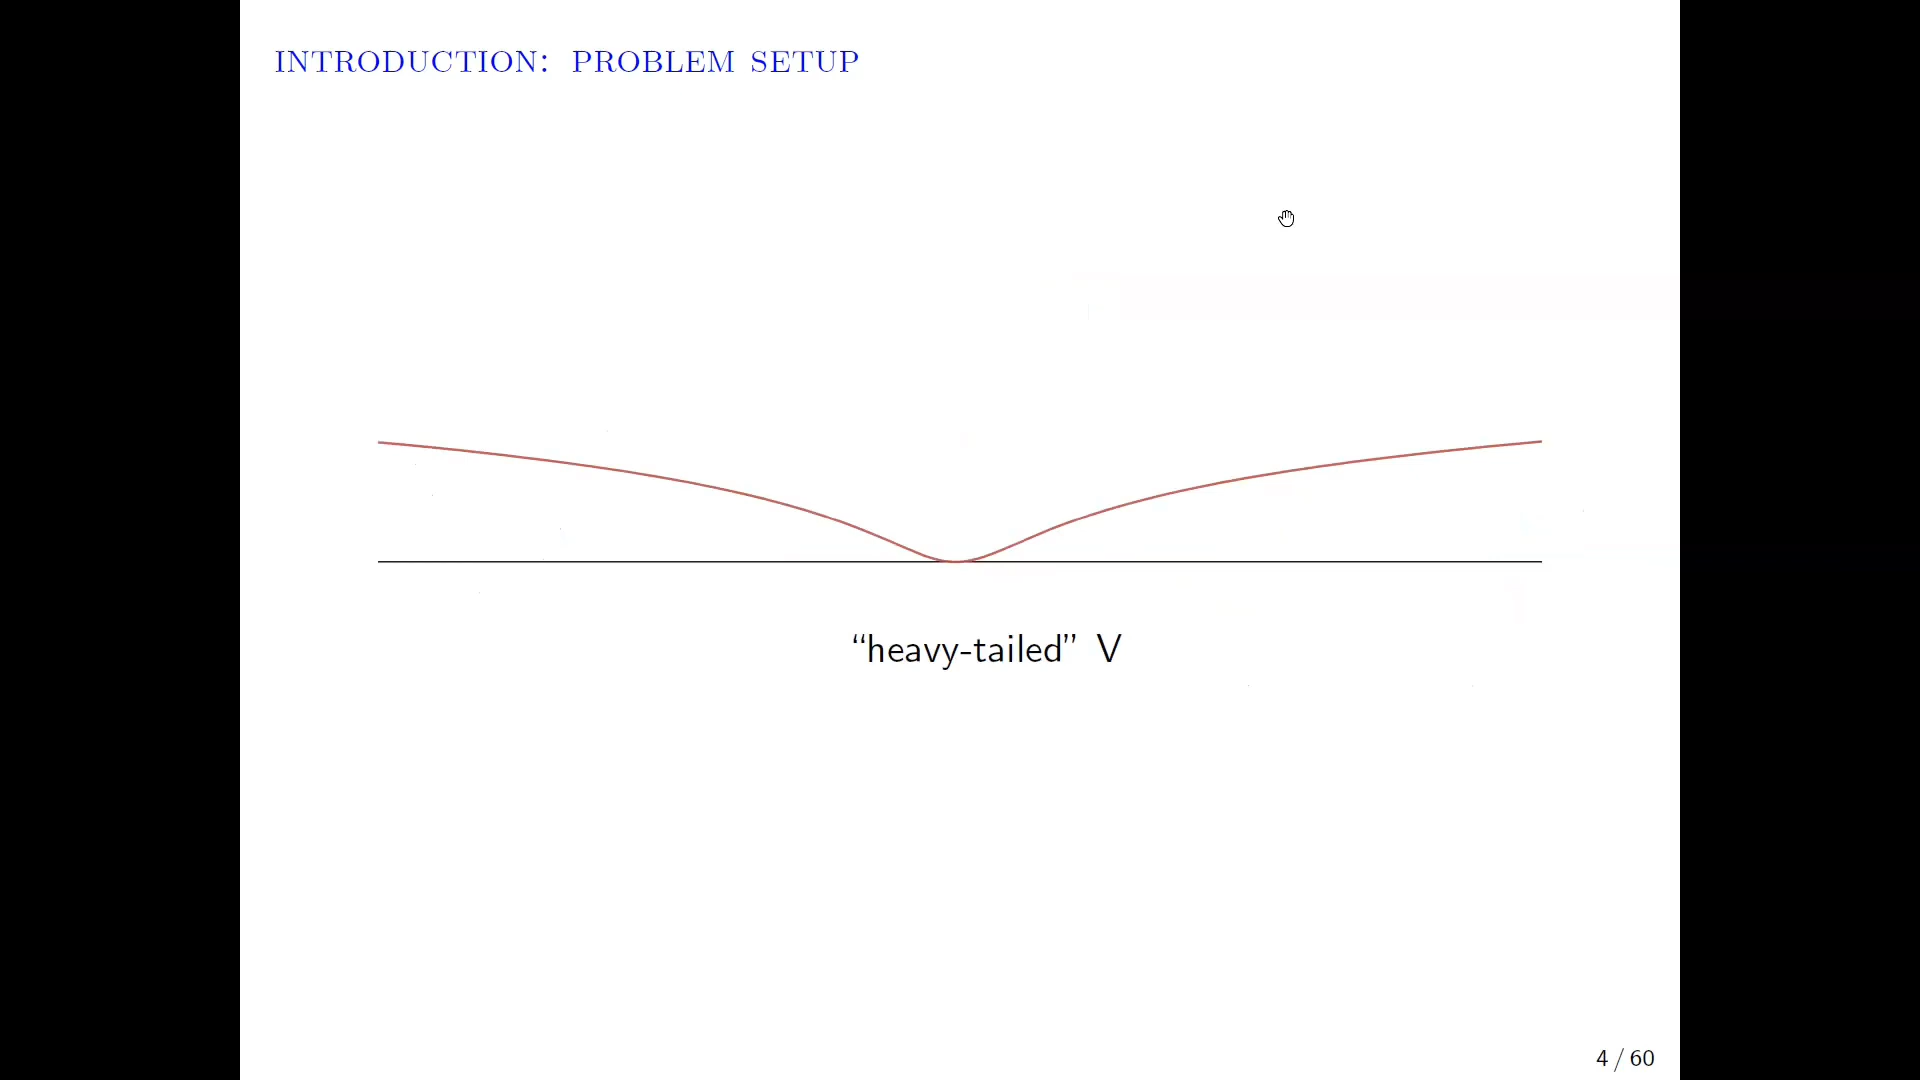 INTRODUCTION: PROBLEM SETUP
“heavy-tailed” V
4 / 60